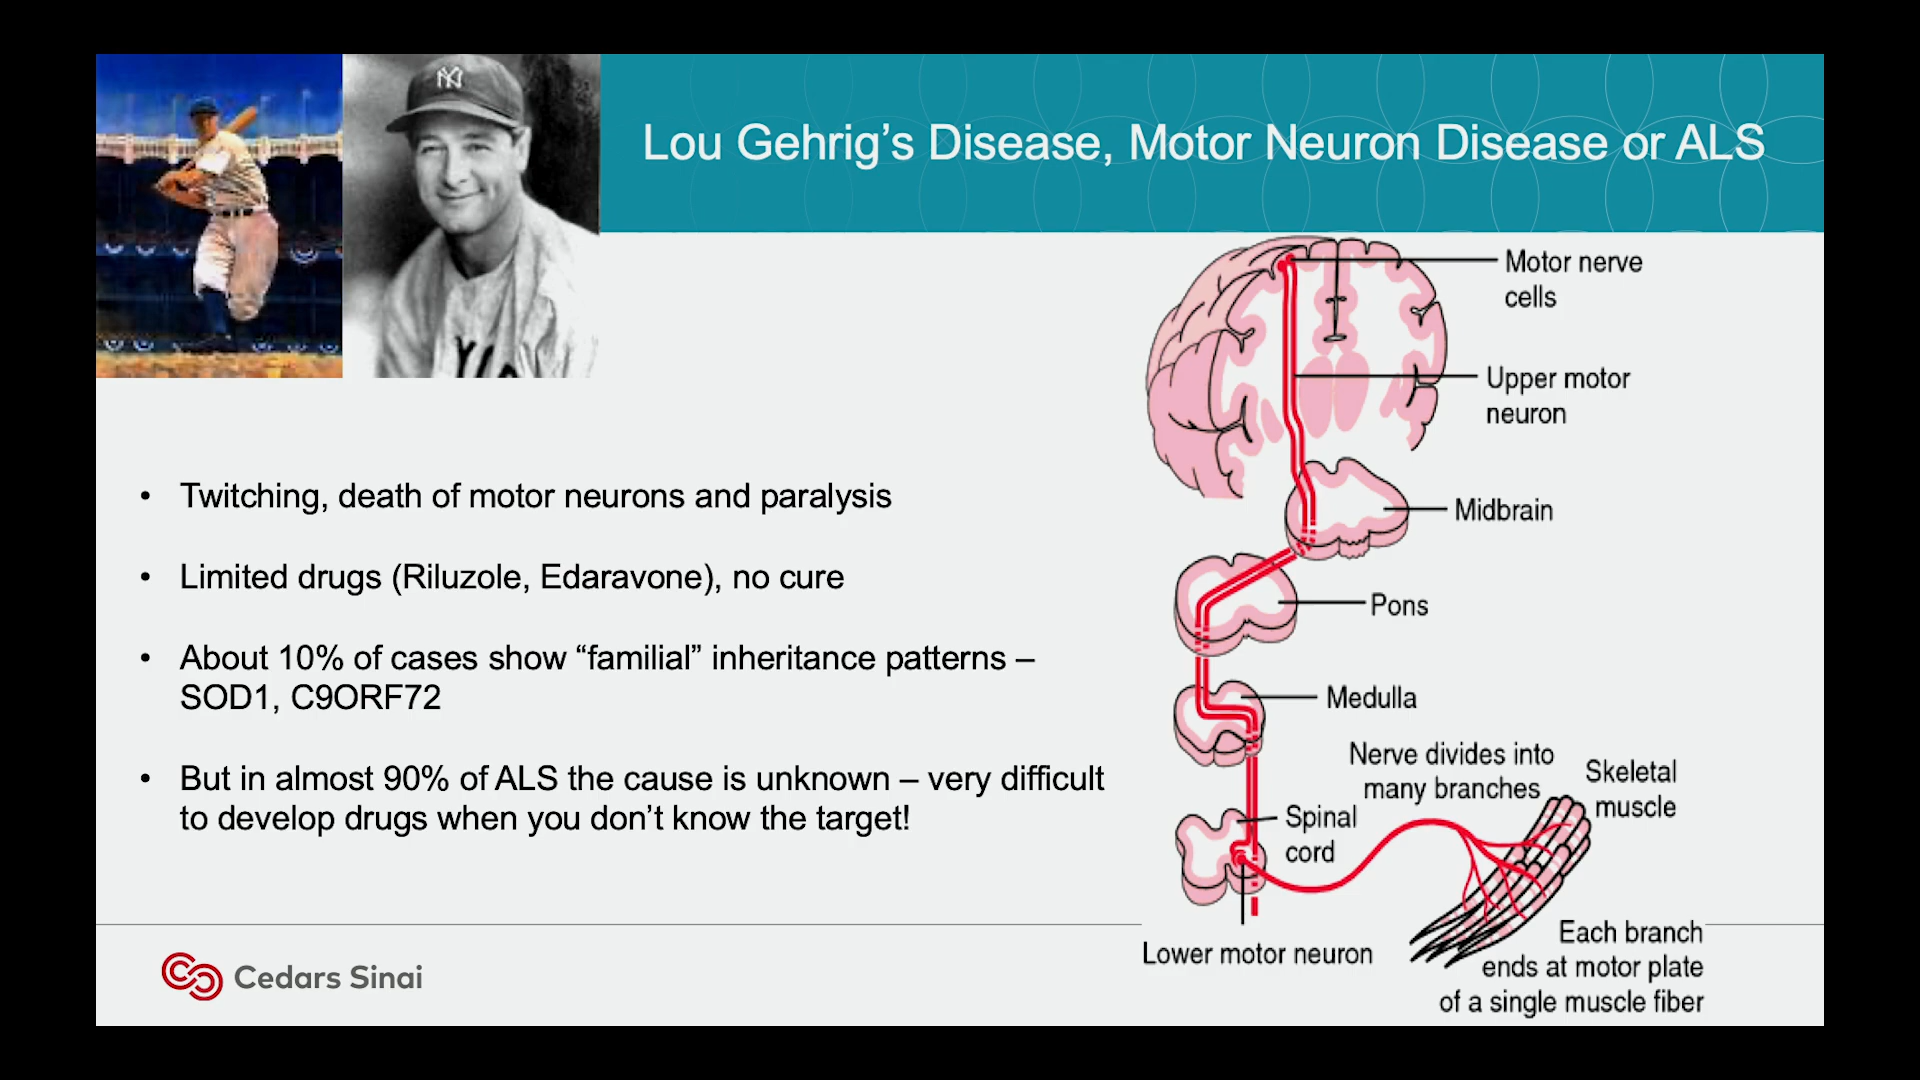 Lou Gehrig’s Disease, Motor Neuron Disease or ALS
NY
• Twitching, death of motor neurons and paralysis
• Limited drugs (Riluzole, Edaravone), no cure
• About 10% of cases show “familial” inheritance patterns –
SOD1, C9ORF72
• But in almost 90% of ALS the cause is unknown – very difficult
to develop drugs when you don’t know the target!
Motor nerve
cells
Upper motor
neuron
Midbrain
Pons
Medulla
Nerve divides into
many branches
Skeletal
muscle
Spinal
cord
Lower motor neuron
Each branch
ends at motor plate
of a single muscle fiber
Cedars Sinai